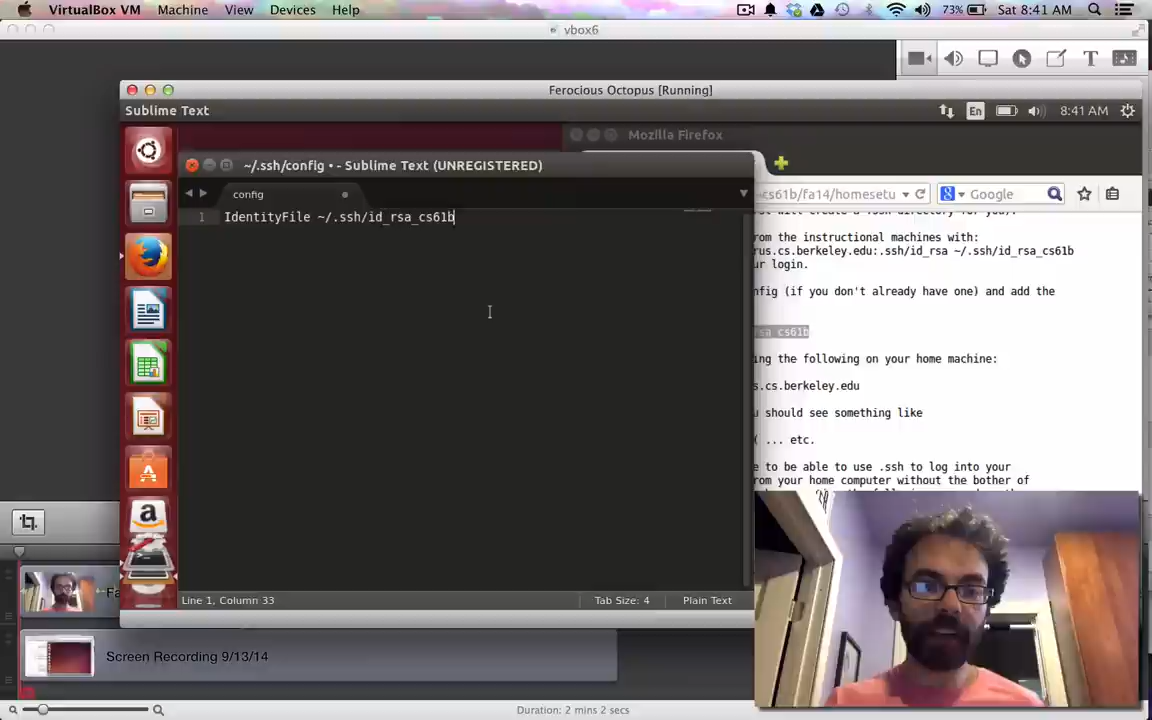 VirtualBox VM Machine View Devices Help
73% Sat 8:41 AM
vbox6
Ferocious Octopus [Running]
Sublime Text
En 8:41 AM
Mozilla Firefox
~/.ssh/config • - Sublime Text (UNREGISTERED)
config
cs61b/fa14/homesetu
Google
1 IdentityFile ~/.ssh/id_rsa_cs61b
rom the instructional machines with:
rus.cs.berkeley.edu:.ssh/id_rsa ~/.ssh/id_rsa_cs61b
ur login.
nfig (if you don't already have one) and add the
rsa_cs61b
ing the following on your home machine:
s.cs.berkeley.edu
u should see something like
( ... etc.
e to be able to use .ssh to log into your
rom your home computer without the bother of
Line 1, Column 33 Tab Size: 4 Plain Text
Fa
Screen Recording 9/13/14
Duration: 2 mins 2 secs